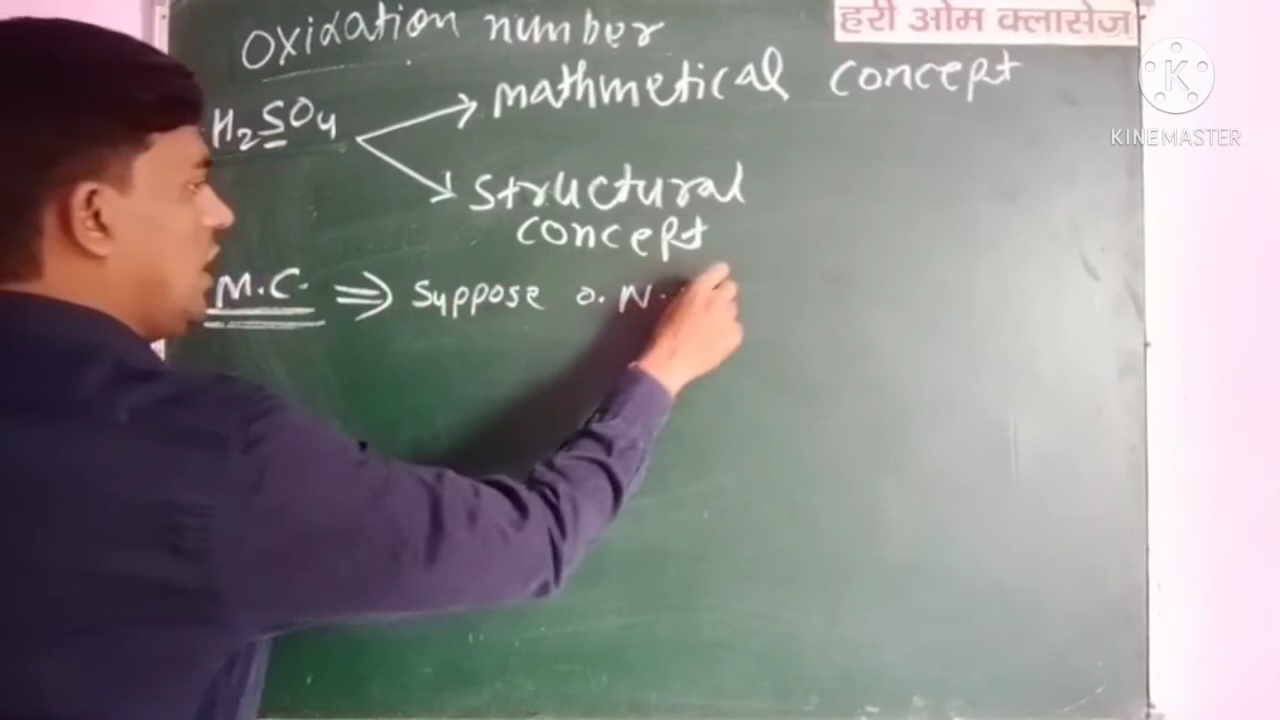 Oxidation number
हरी ओम क्लासेज़
H2SO4
mathmetical concept
K
KINEMASTER
Structural
concept
M.C. ⇒ Suppose O.N.